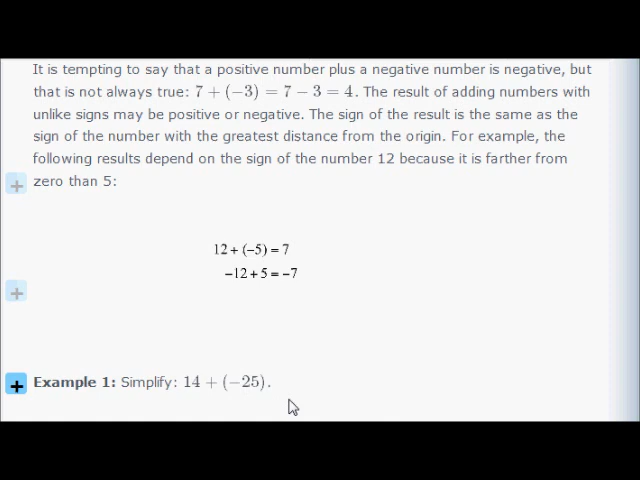 It is tempting to say that a positive number plus a negative number is negative, but
that is not always true: 7 + (−3) = 7 − 3 = 4. The result of adding numbers with
unlike signs may be positive or negative. The sign of the result is the same as the
sign of the number with the greatest distance from the origin. For example, the
following results depend on the sign of the number 12 because it is farther from
zero than 5:
12 + (−5) = 7
−12 + 5 = −7
Example 1: Simplify: 14 + (−25).